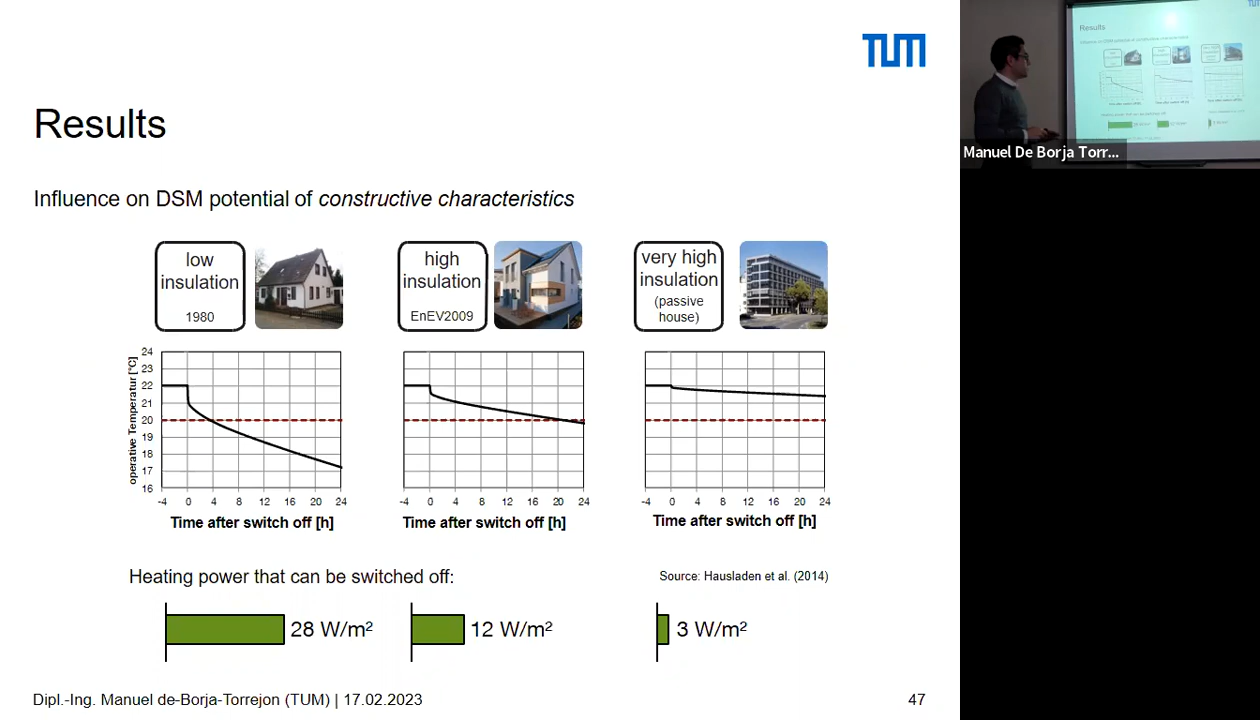 TUM
Results
Influence on DSM potential of constructive characteristics
low
insulation
1980
high
insulation
EnEV2009
very high
insulation
(passive
house)
operative Temperatur [°C]
24
23
22
21
20
19
18
17
16
-4 0 4 8 12 16 20 24
Time after switch off [h]
-4 0 4 8 12 16 20 24
Time after switch off [h]
-4 0 4 8 12 16 20 24
Time after switch off [h]
Heating power that can be switched off:
Source: Hausladen et al. (2014)
28 W/m²
12 W/m²
3 W/m²
Dipl.-Ing. Manuel de-Borja-Torrejon (TUM) | 17.02.2023
47
Results
Manuel De Borja Torr...